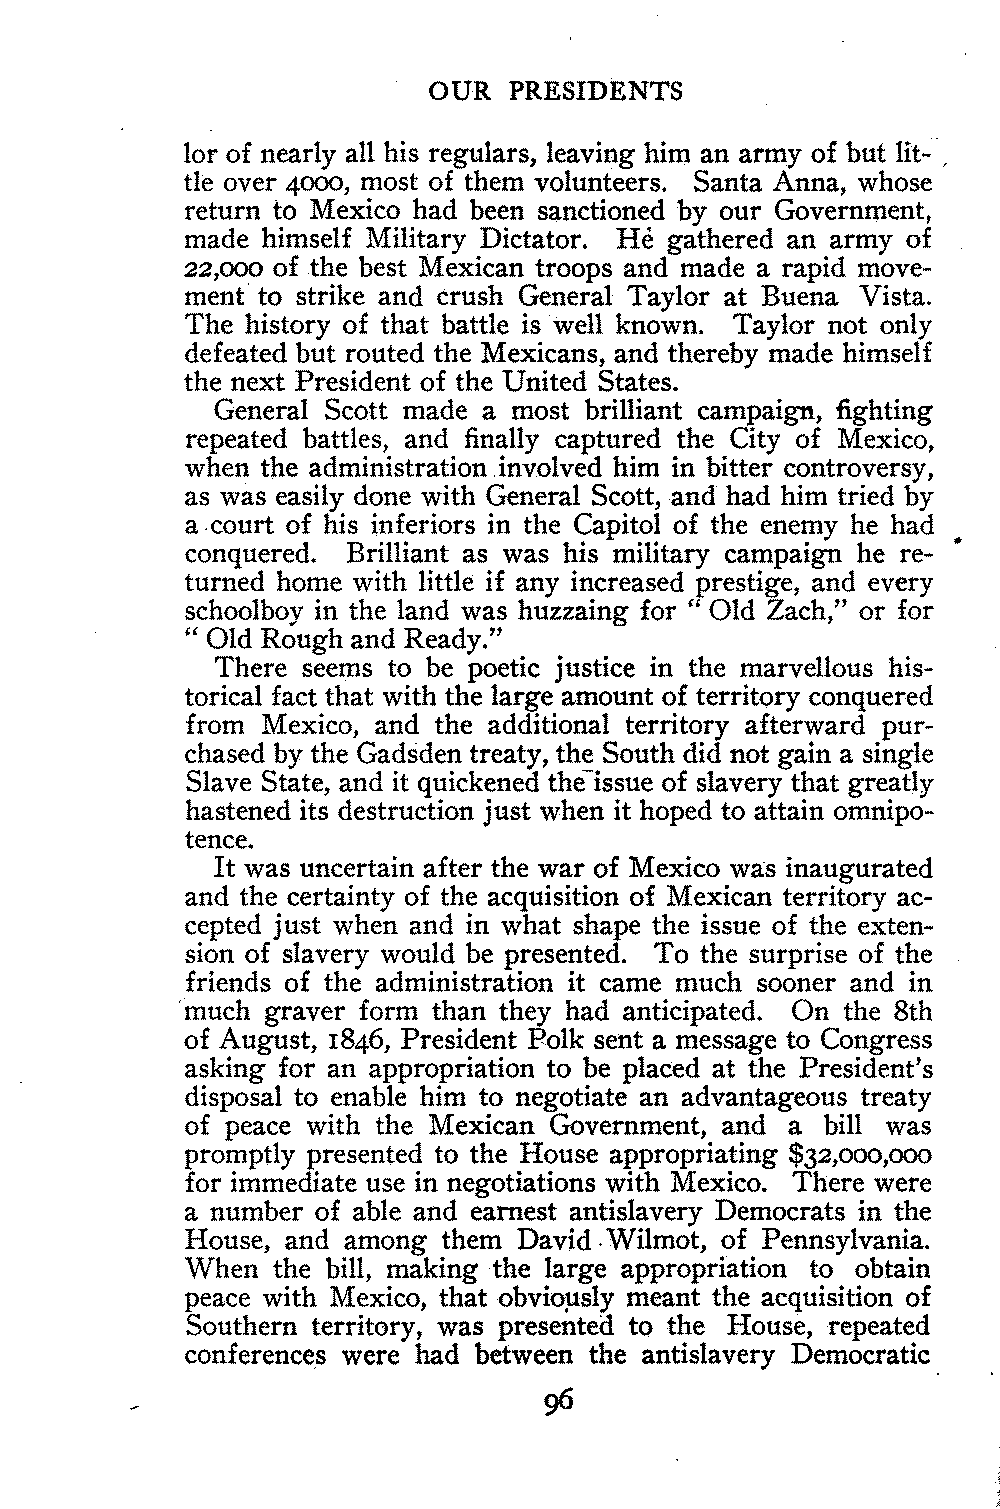 OUR PRESIDENTS
lor of nearly all his regulars, leaving him an army of but lit-
tle over 4000, most of them volunteers. Santa Anna, whose
return to Mexico had been sanctioned by our Government,
made himself Military Dictator. He gathered an army of
22,000 of the best Mexican troops and made a rapid move-
ment to strike and crush General Taylor at Buena Vista.
The history of that battle is well known. Taylor not only
defeated but routed the Mexicans, and thereby made himself
the next President of the United States.
General Scott made a most brilliant campaign, fighting
repeated battles, and finally captured the City of Mexico,
when the administration involved him in bitter controversy,
as was easily done with General Scott, and had him tried by
a court of his inferiors in the Capitol of the enemy he had
conquered. Brilliant as was his military campaign he re-
turned home with little if any increased prestige, and every
schoolboy in the land was huzzaing for " Old Zach," or for
" Old Rough and Ready."
There seems to be poetic justice in the marvellous his-
torical fact that with the large amount of territory conquered
from Mexico, and the additional territory afterward pur-
chased by the Gadsden treaty, the South did not gain a single
Slave State, and it quickened the issue of slavery that greatly
hastened its destruction just when it hoped to attain omnipo-
tence.
It was uncertain after the war of Mexico was inaugurated
and the certainty of the acquisition of Mexican territory ac-
cepted just when and in what shape the issue of the exten-
sion of slavery would be presented. To the surprise of the
friends of the administration it came much sooner and in
much graver form than they had anticipated. On the 8th
of August, 1846, President Polk sent a message to Congress
asking for an appropriation to be placed at the President's
disposal to enable him to negotiate an advantageous treaty
of peace with the Mexican Government, and a bill was
promptly presented to the House appropriating $32,000,000
for immediate use in negotiations with Mexico. There were
a number of able and earnest antislavery Democrats in the
House, and among them David Wilmot, of Pennsylvania.
When the bill, making the large appropriation to obtain
peace with Mexico, that obviously meant the acquisition of
Southern territory, was presented to the House, repeated
conferences were had between the antislavery Democratic
96